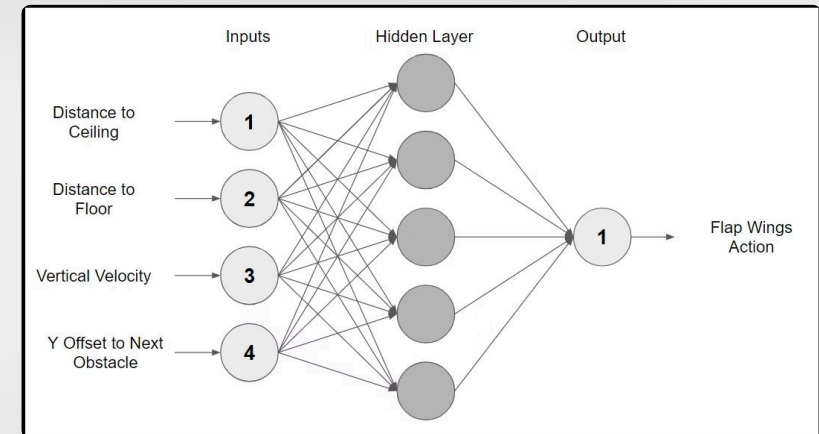 Inputs
Hidden Layer
Output
Distance to
Ceiling
1
Distance to
Floor
2
Vertical Velocity
3
Y Offset to Next
Obstacle
4
1
Flap Wings
Action